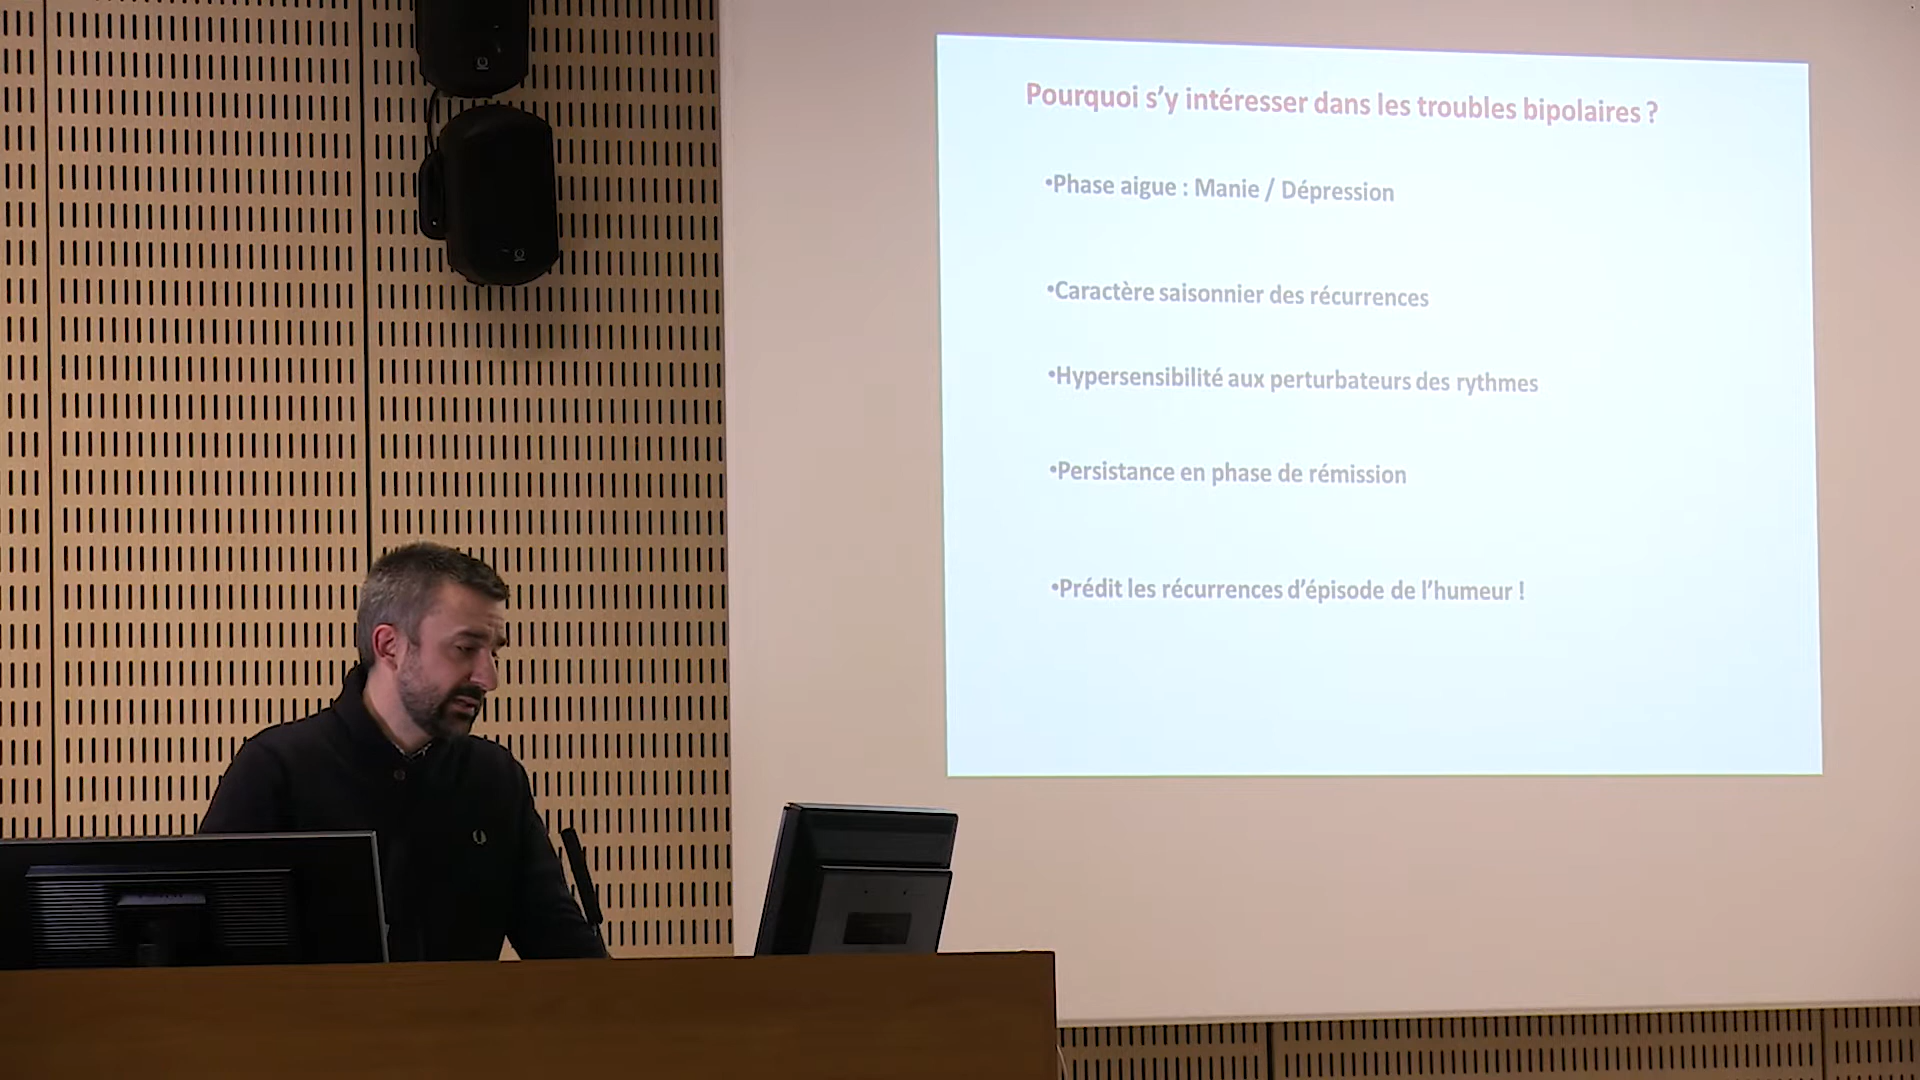 Pourquoi s’y intéresser dans les troubles bipolaires ?
•Phase aigue : Manie / Dépression
•Caractère saisonnier des récurrences
•Hypersensibilité aux perturbateurs des rythmes
•Persistance en phase de rémission
•Prédit les récurrences d’épisode de l’humeur !